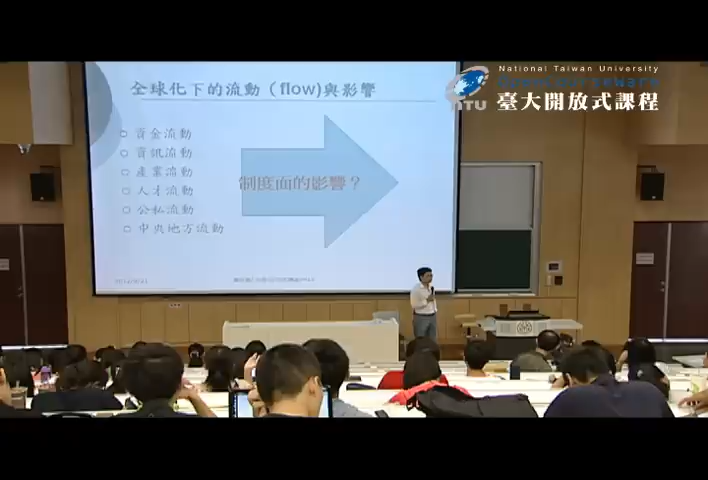 全球化下的流動（flow)與影響
資金流動
資訊流動
產業流動
人才流動
公私流動
中央地方流動
制度面的影響？
National Taiwan University
OpenCourseWare
NTU
臺大開放式課程